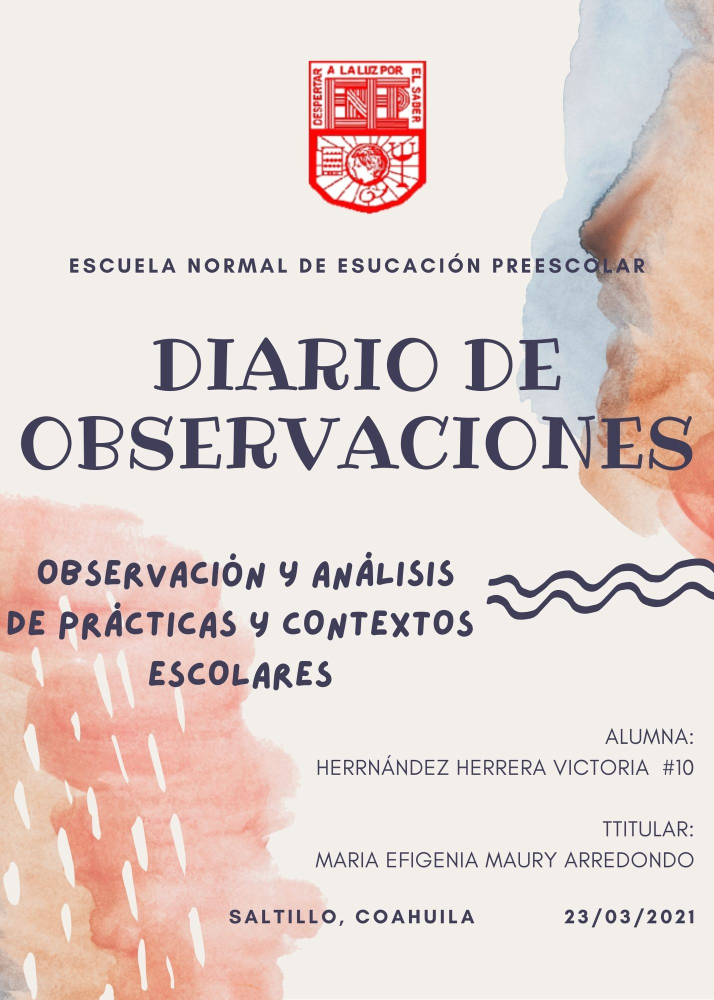 DESPERTAR A LA LUZ POR EL SABER
ENEP
ESCUELA NORMAL DE ESUCACIÓN PREESCOLAR
DIARIO DE
OBSERVACIONES
OBSERVACIÓN Y ANÁLISIS
DE PRÁCTICAS Y CONTEXTOS
ESCOLARES
ALUMNA:
HERRNÁNDEZ HERRERA VICTORIA #10
TTITULAR:
MARIA EFIGENIA MAURY ARREDONDO
SALTILLO, COAHUILA 23/03/2021